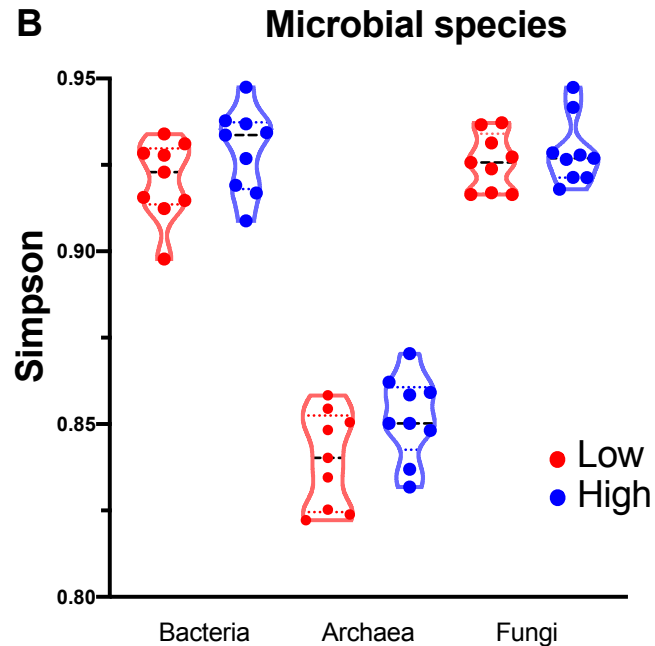 B Microbial species
0.95
0.90
0.85
0.80
Simpson
Low
High
Bacteria Archaea Fungi